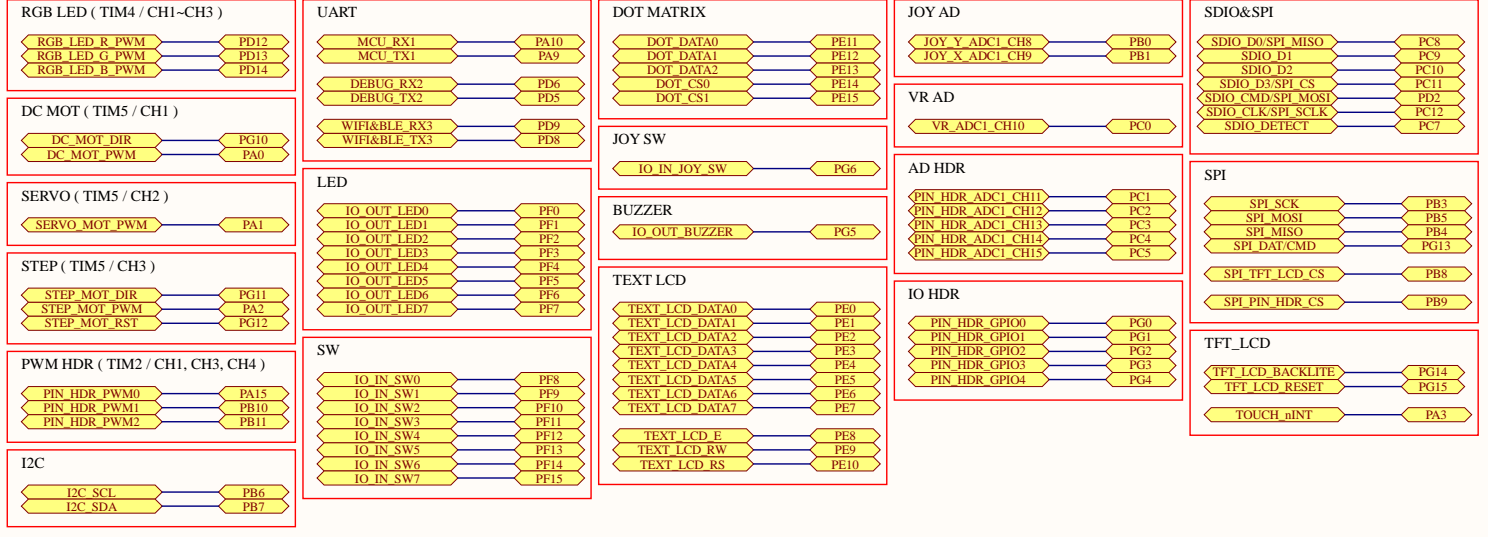 RGB LED ( TIM4 / CH1~CH3 )
RGB_LED_R_PWM PD12
RGB_LED_G_PWM PD13
RGB_LED_B_PWM PD14
DC MOT ( TIM5 / CH1 )
DC_MOT_DIR PG10
DC_MOT_PWM PA0
SERVO ( TIM5 / CH2 )
SERVO_MOT_PWM PA1
STEP ( TIM5 / CH3 )
STEP_MOT_DIR PG11
STEP_MOT_PWM PA2
STEP_MOT_RST PG12
PWM HDR ( TIM2 / CH1, CH3, CH4 )
PIN_HDR_PWM0 PA15
PIN_HDR_PWM1 PB10
PIN_HDR_PWM2 PB11
I2C
I2C_SCL PB6
I2C_SDA PB7
UART
MCU_RX1 PA10
MCU_TX1 PA9
DEBUG_RX2 PD6
DEBUG_TX2 PD5
WIFI&BLE_RX3 PD9
WIFI&BLE_TX3 PD8
LED
IO_OUT_LED0 PF0
IO_OUT_LED1 PF1
IO_OUT_LED2 PF2
IO_OUT_LED3 PF3
IO_OUT_LED4 PF4
IO_OUT_LED5 PF5
IO_OUT_LED6 PF6
IO_OUT_LED7 PF7
SW
IO_IN_SW0 PF8
IO_IN_SW1 PF9
IO_IN_SW2 PF10
IO_IN_SW3 PF11
IO_IN_SW4 PF12
IO_IN_SW5 PF13
IO_IN_SW6 PF14
IO_IN_SW7 PF15
DOT MATRIX
DOT_DATA0 PE11
DOT_DATA1 PE12
DOT_DATA2 PE13
DOT_CS0 PE14
DOT_CS1 PE15
JOY SW
IO_IN_JOY_SW PG6
BUZZER
IO_OUT_BUZZER PG5
TEXT LCD
TEXT_LCD_DATA0 PE0
TEXT_LCD_DATA1 PE1
TEXT_LCD_DATA2 PE2
TEXT_LCD_DATA3 PE3
TEXT_LCD_DATA4 PE4
TEXT_LCD_DATA5 PE5
TEXT_LCD_DATA6 PE6
TEXT_LCD_DATA7 PE7
TEXT_LCD_E PE8
TEXT_LCD_RW PE9
TEXT_LCD_RS PE10
JOY AD
JOY_Y_ADC1_CH8 PB0
JOY_X_ADC1_CH9 PB1
VR AD
VR_ADC1_CH10 PC0
AD HDR
PIN_HDR_ADC1_CH11 PC1
PIN_HDR_ADC1_CH12 PC2
PIN_HDR_ADC1_CH13 PC3
PIN_HDR_ADC1_CH14 PC4
PIN_HDR_ADC1_CH15 PC5
IO HDR
PIN_HDR_GPIO0 PG0
PIN_HDR_GPIO1 PG1
PIN_HDR_GPIO2 PG2
PIN_HDR_GPIO3 PG3
PIN_HDR_GPIO4 PG4
SDIO&SPI
SDIO_D0/SPI_MISO PC8
SDIO_D1 PC9
SDIO_D2 PC10
SDIO_D3/SPI_CS PC11
SDIO_CMD/SPI_MOSI PD2
SDIO_CLK/SPI_SCLK PC12
SDIO_DETECT PC7
SPI
SPI_SCK PB3
SPI_MOSI PB5
SPI_MISO PB4
SPI_DAT/CMD PG13
SPI_TFT_LCD_CS PB8
SPI_PIN_HDR_CS PB9
TFT_LCD
TFT_LCD_BACKLITE PG14
TFT_LCD_RESET PG15
TOUCH_nINT PA3